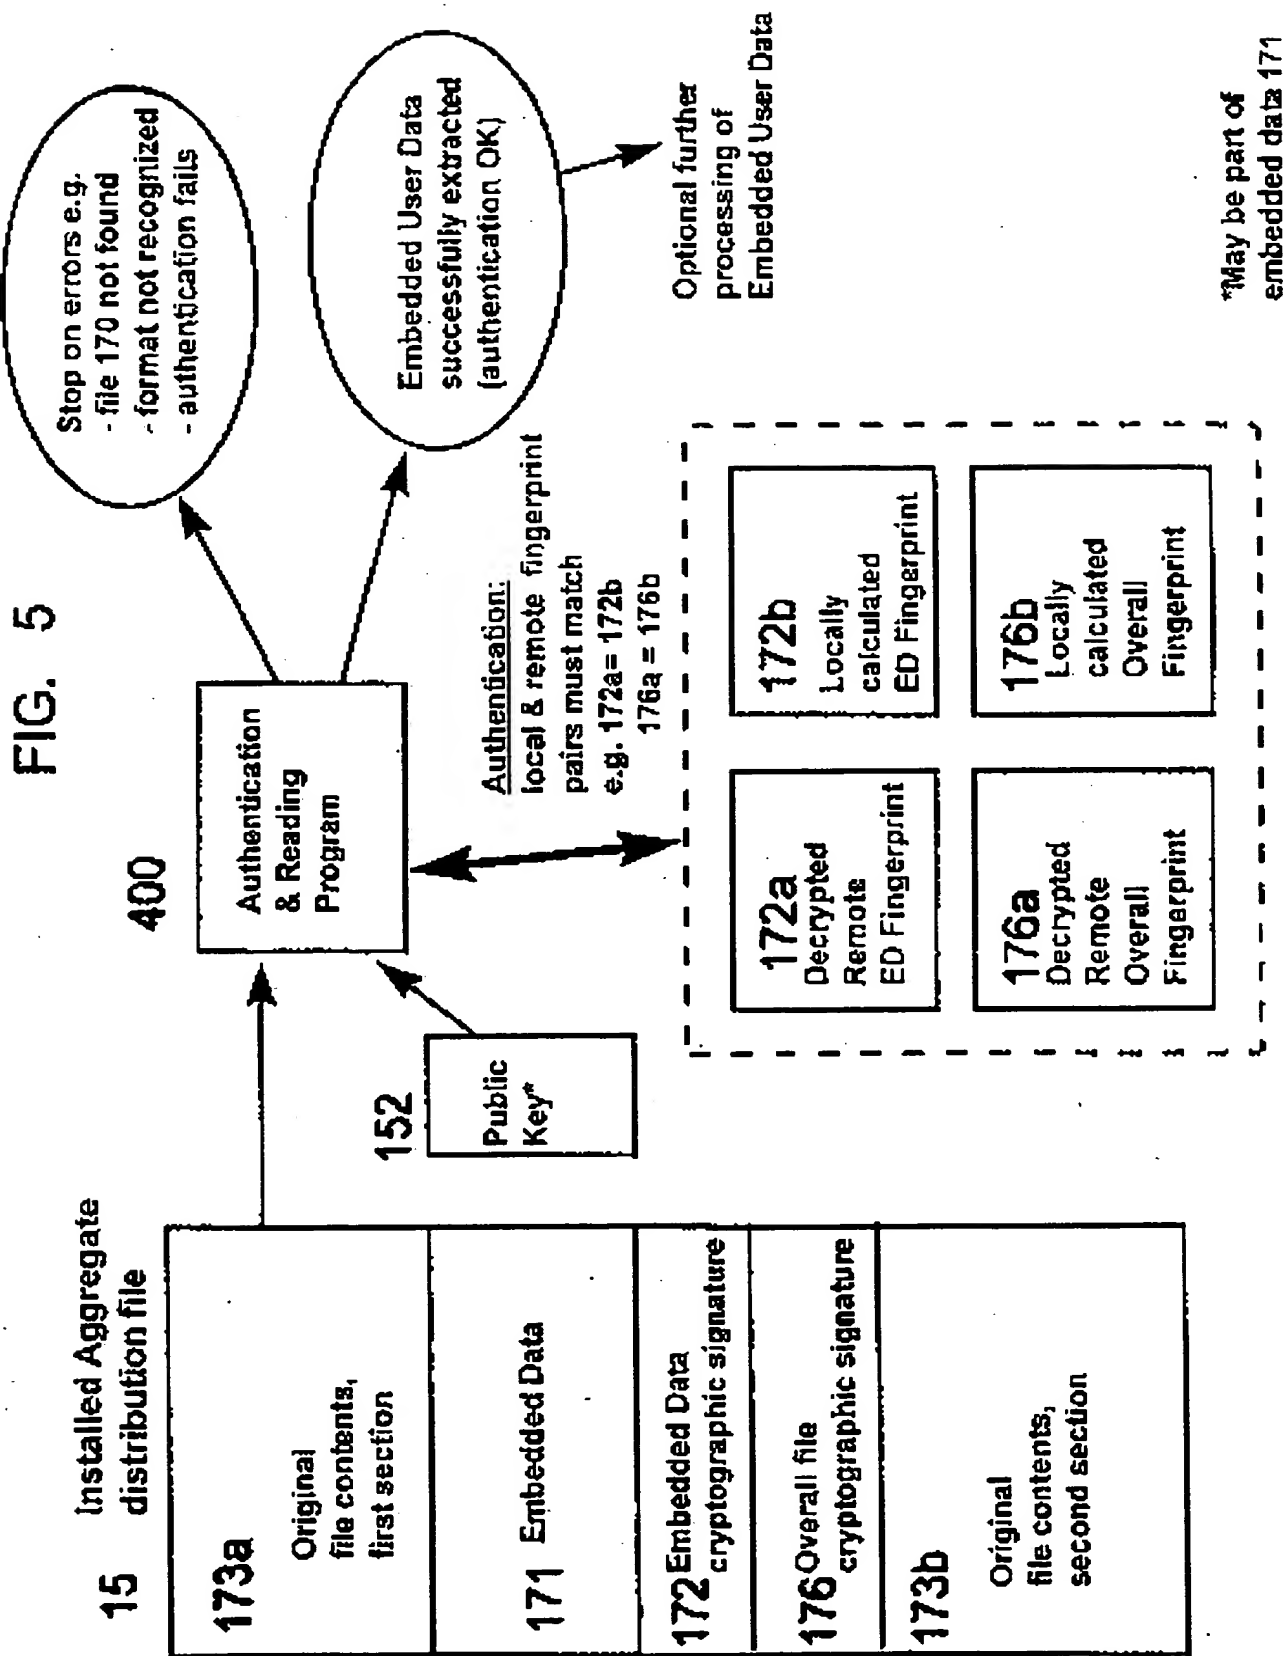 FIG. 5
15
Installed Aggregate
distribution file
173a
Original
file contents,
first section
171 Embedded Data
172 Embedded Data
cryptographic signature
176 Overall file
cryptographic signature
173b
Original
file contents,
second section
152
Public
Key*
400
Authentication
& Reading
Program
Authentication:
local & remote fingerprint
pairs must match
e.g. 172a= 172b
176a = 176b
172a
Decrypted
Remote
ED Fingerprint
172b
Locally
calculated
ED Fingerprint
176a
Decrypted
Remote
Overall
Fingerprint
176b
Locally
calculated
Overall
Fingerprint
Stop on errors e.g.
- file 170 not found
- format not recognized
- authentication fails
Embedded User Data
successfully extracted
(authentication OK)
Optional further
processing of
Embedded User Data
*May be part of
embedded data 171